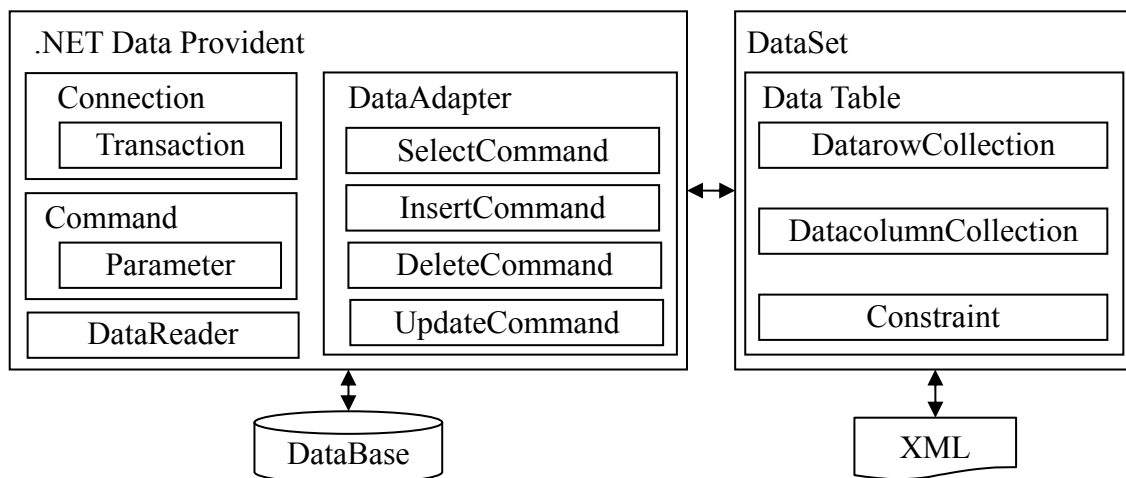 .NET Data Provident
Connection
Transaction
Command
Parameter
DataReader
DataAdapter
SelectCommand
InsertCommand
DeleteCommand
UpdateCommand
DataSet
Data Table
DatarowCollection
DatacolumnCollection
Constraint
DataBase
XML